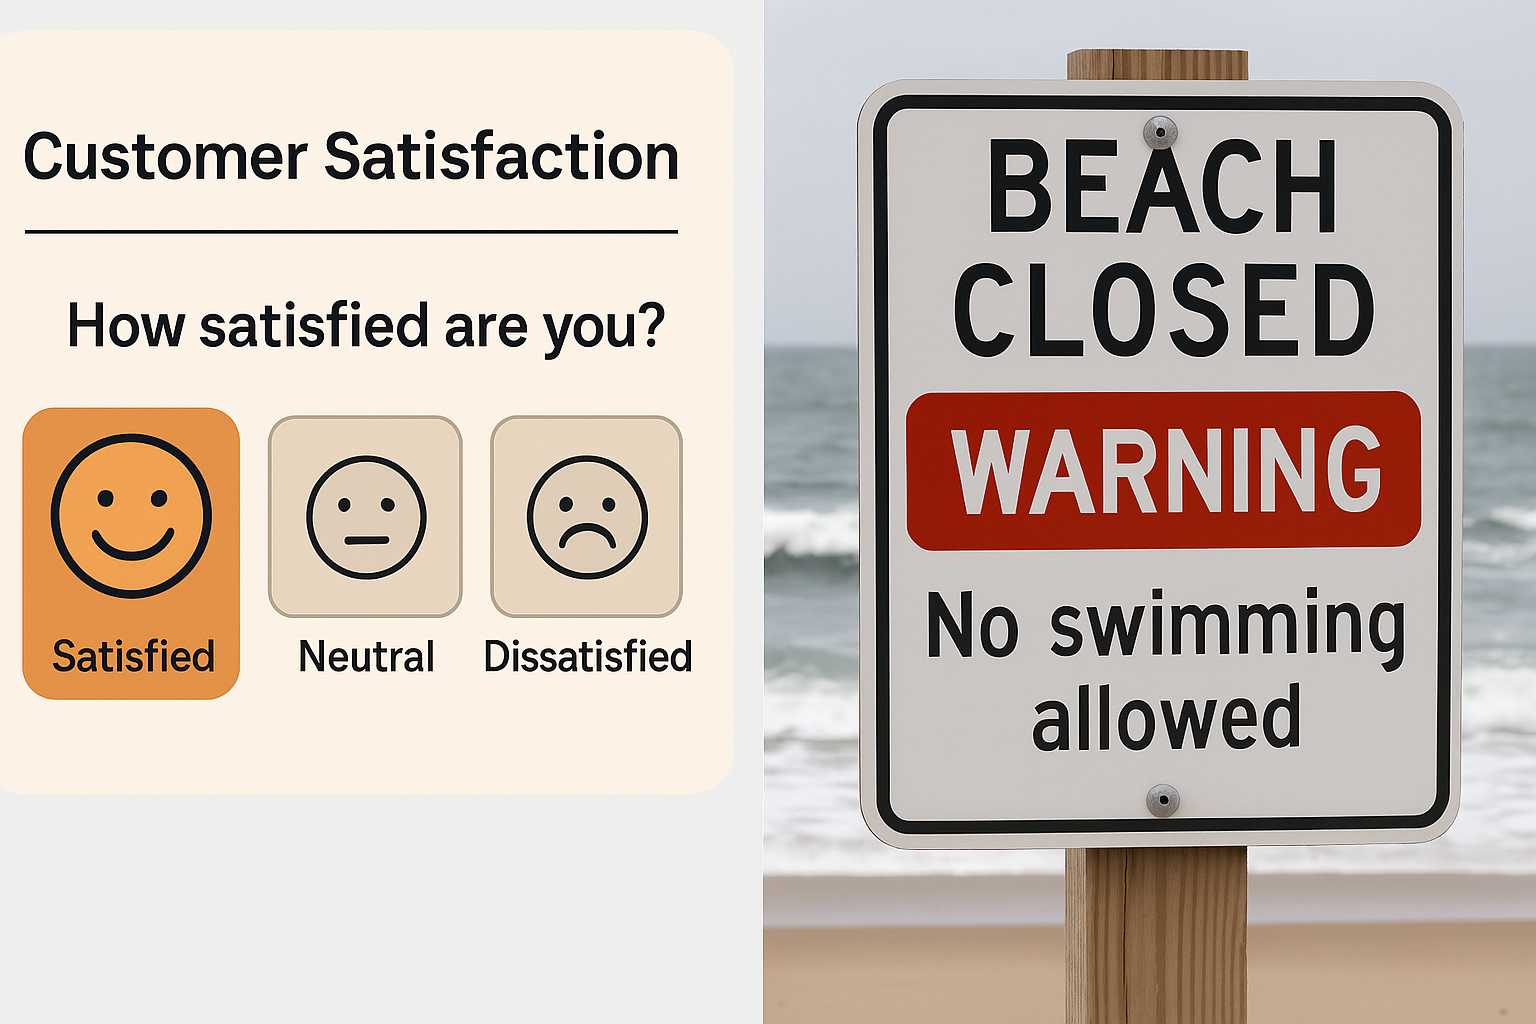 Customer Satisfaction
How satisfied are you?
Satisfied
Neutral
Dissatisfied
BEACH
CLOSED
WARNING
No swimming
allowed